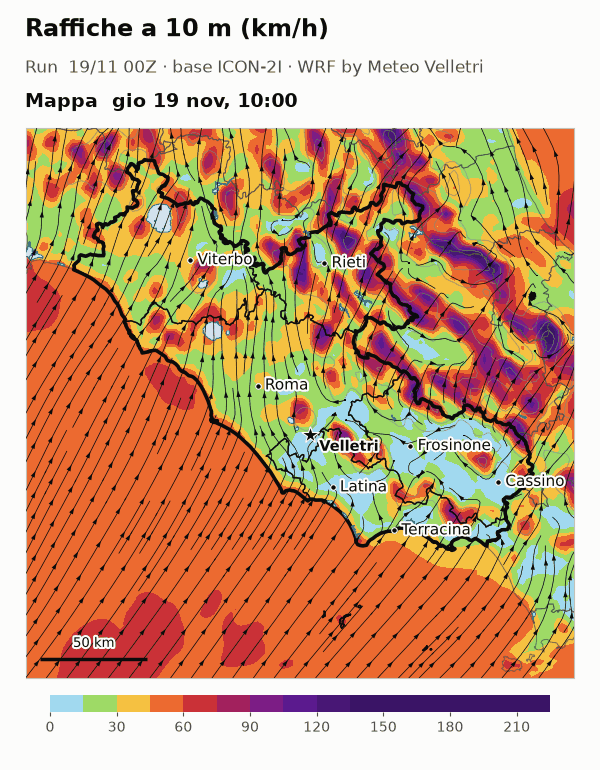 Raffiche a 10 m (km/h)
Run  19/11 00Z · base ICON-2I · WRF by Meteo Velletri
Mappa  gio 19 nov, 10:00
Viterbo
Rieti
Roma
Velletri
Frosinone
Cassino
Latina
Terracina
50 km
0 30 60 90 120 150 180 210